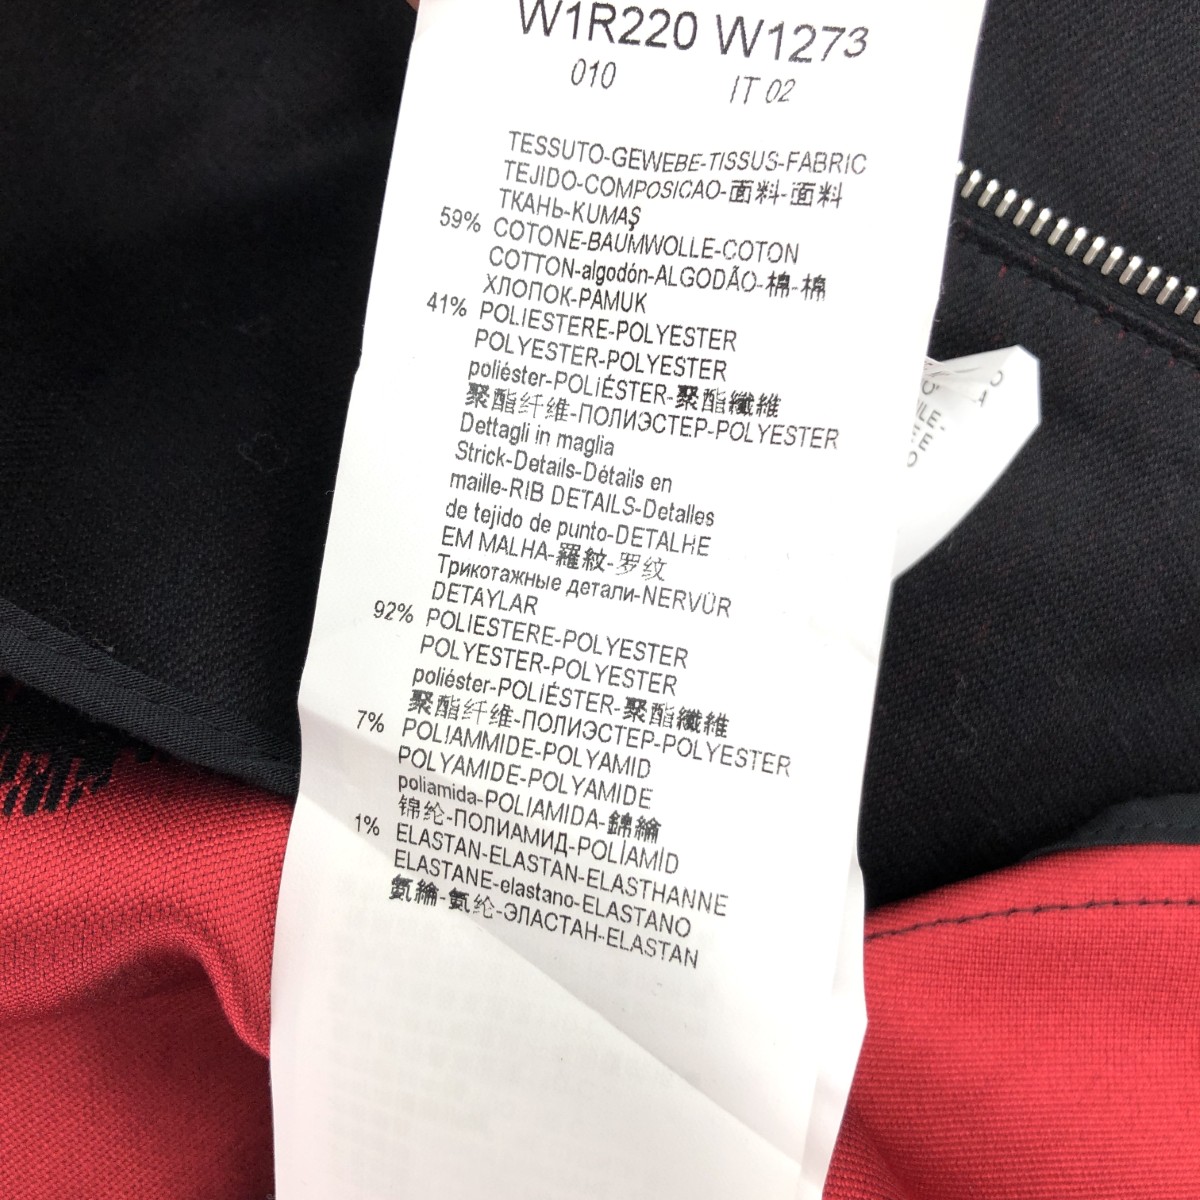 W1R220 W1273
010 IT 02
TESSUTO-GEWEBE-TISSUS-FABRIC
TEJIDO-COMPOSICAO-面料-面料
ТКАНЬ-KUMAŞ
59% COTONE-BAUMWOLLE-COTON
COTTON-algodón-ALGODÃO-棉-棉
ХЛОПОК-PAMUK
41% POLIESTERE-POLYESTER
POLYESTER-POLYESTER
poliéster-POLIÉSTER-聚酯纖維
聚酯纤维-ПОЛИЭСТЕР-POLYESTER
Dettagli in maglia
Strick-Details-Détails en
maille-RIB DETAILS-Detalles
de tejido de punto-DETALHE
EM MALHA-羅紋-罗纹
Трикотажные детали-NERVÜR
DETAYLAR
92% POLIESTERE-POLYESTER
POLYESTER-POLYESTER
poliéster-POLIÉSTER-聚酯纖維
聚酯纤维-ПОЛИЭСТЕР-POLYESTER
7% POLIAMMIDE-POLYAMID
POLYAMIDE-POLYAMIDE
poliamida-POLIAMIDA-錦綸
锦纶-ПОЛИАМИД-POLİAMİD
1% ELASTAN-ELASTAN-ELASTHANNE
ELASTANE-elastano-ELASTANO
氨綸-氨纶-ЭЛАСТАН-ELASTAN